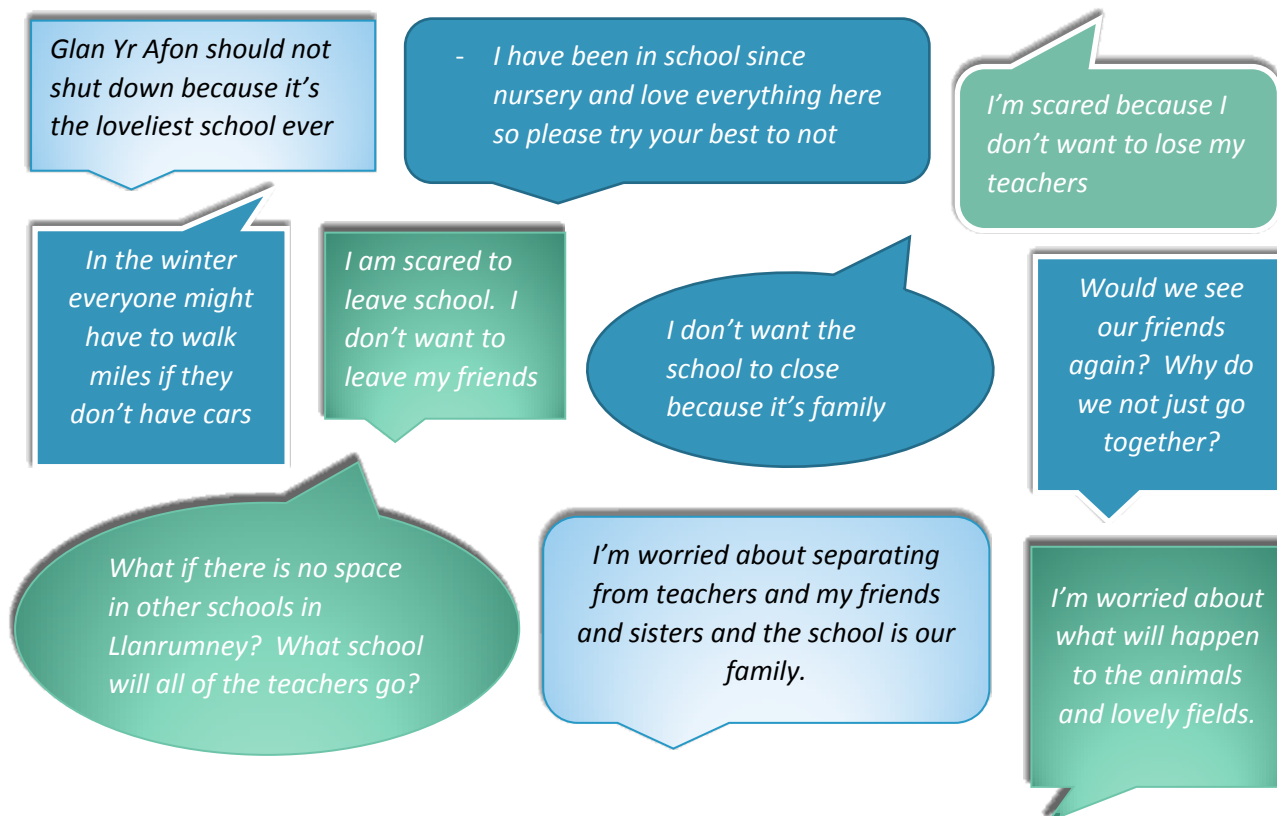 Glan Yr Afon should not
shut down because it's
the loveliest school ever
- I have been in school since
nursery and love everything here
so please try your best to not
I'm scared because I
don't want to lose my
teachers
In the winter
everyone might
have to walk
miles if they
don't have cars
I am scared to
leave school.  I
don't want to
leave my friends
I don't want the
school to close
because it's family
Would we see
our friends
again?  Why do
we not just go
together?
What if there is no space
in other schools in
Llanrumney?  What school
will all of the teachers go?
I'm worried about separating
from teachers and my friends
and sisters and the school is our
family.
I'm worried about
what will happen
to the animals
and lovely fields.